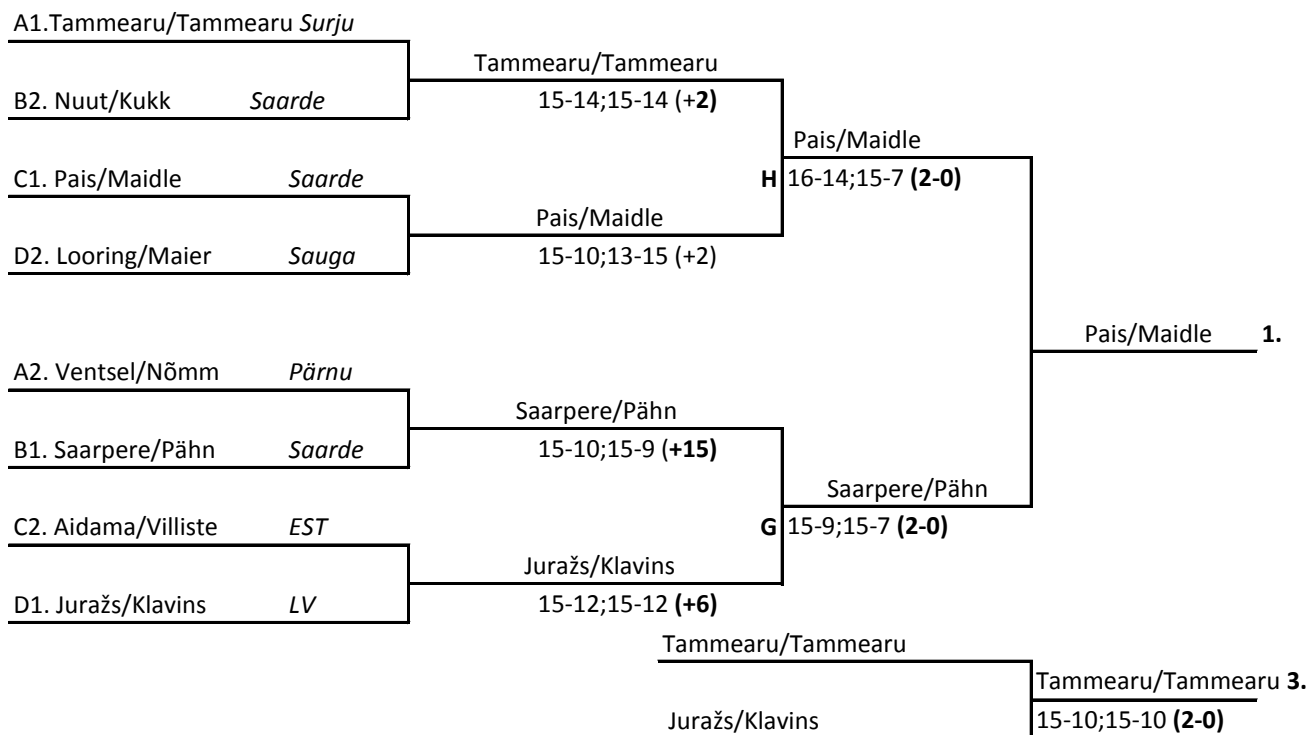 A1.Tammearu/Tammearu Surju
Tammearu/Tammearu
B2. Nuut/Kukk Saarde
15-14;15-14 (+2)
Pais/Maidle
C1. Pais/Maidle Saarde
H 16-14;15-7 (2-0)
Pais/Maidle
D2. Looring/Maier Sauga
15-10;13-15 (+2)
Pais/Maidle 1.
A2. Ventsel/Nõmm Pärnu
Saarpere/Pähn
B1. Saarpere/Pähn Saarde
15-10;15-9 (+15)
Saarpere/Pähn
C2. Aidama/Villiste EST
G 15-9;15-7 (2-0)
Juražs/Klavins
D1. Juražs/Klavins LV
15-12;15-12 (+6)
Tammearu/Tammearu
Tammearu/Tammearu 3.
Juražs/Klavins
15-10;15-10 (2-0)